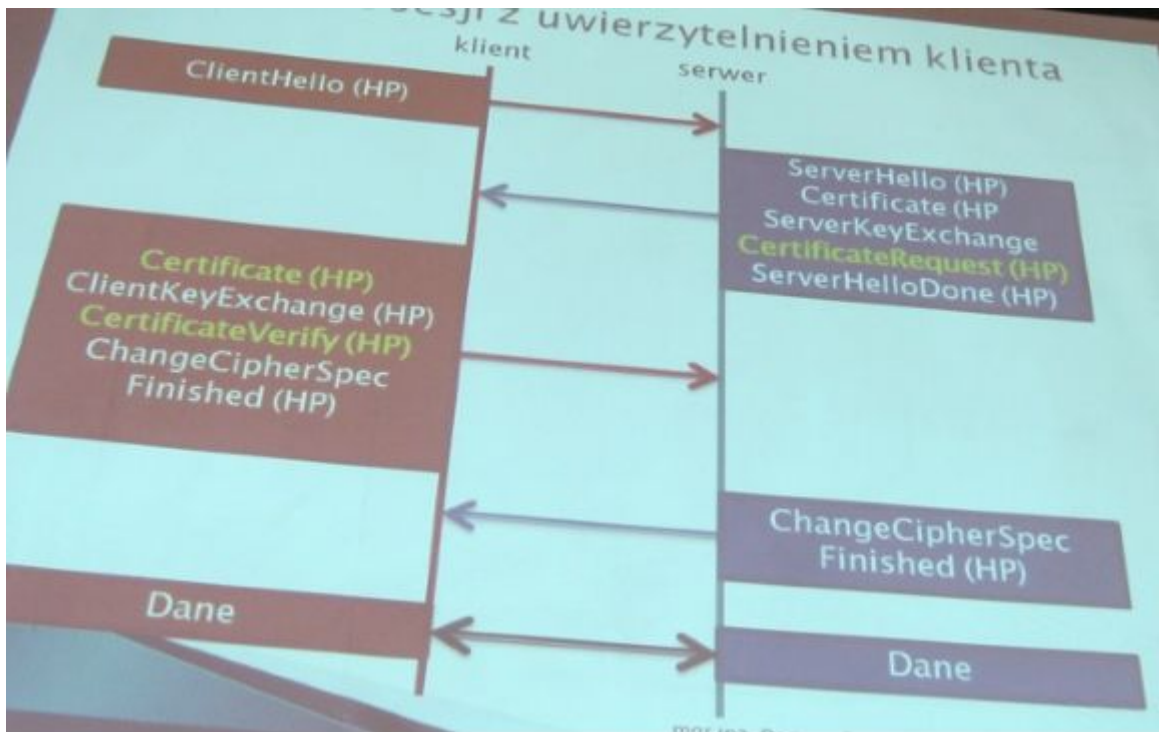 sji z uwierzytelnieniem klienta
klient
serwer
ClientHello (HP)
ServerHello (HP)
Certificate (HP
ServerKeyExchange
CertificateRequest (HP)
ServerHelloDone (HP)
Certificate (HP)
ClientKeyExchange (HP)
CertificateVerify (HP)
ChangeCipherSpec
Finished (HP)
ChangeCipherSpec
Finished (HP)
Dane
Dane